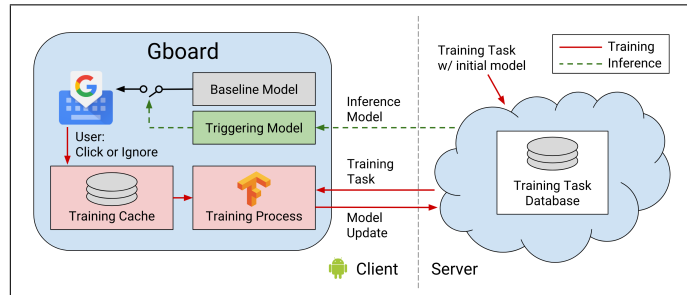 Gboard
G
Baseline Model
Triggering Model
User:
Click or Ignore
Training Cache
Training Process
Inference
Model
Training
Task
Model
Update
Client
Server
Training Task
w/ initial model
Training
Inference
Training Task
Database